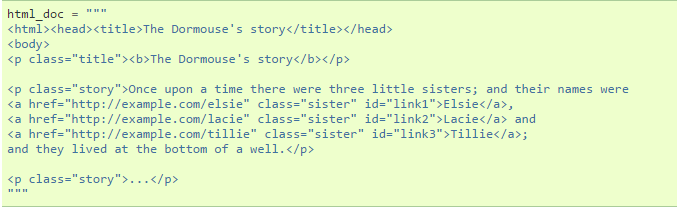 html_doc = """
<html><head><title>The Dormouse's story</title></head>
<body>
<p class="title"><b>The Dormouse's story</b></p>
<p class="story">Once upon a time there were three little sisters; and their names were
<a href="http://example.com/elsie" class="sister" id="link1">Elsie</a>,
<a href="http://example.com/lacie" class="sister" id="link2">Lacie</a> and
<a href="http://example.com/tillie" class="sister" id="link3">Tillie</a>;
and they lived at the bottom of a well.</p>
<p class="story">...</p>
"""